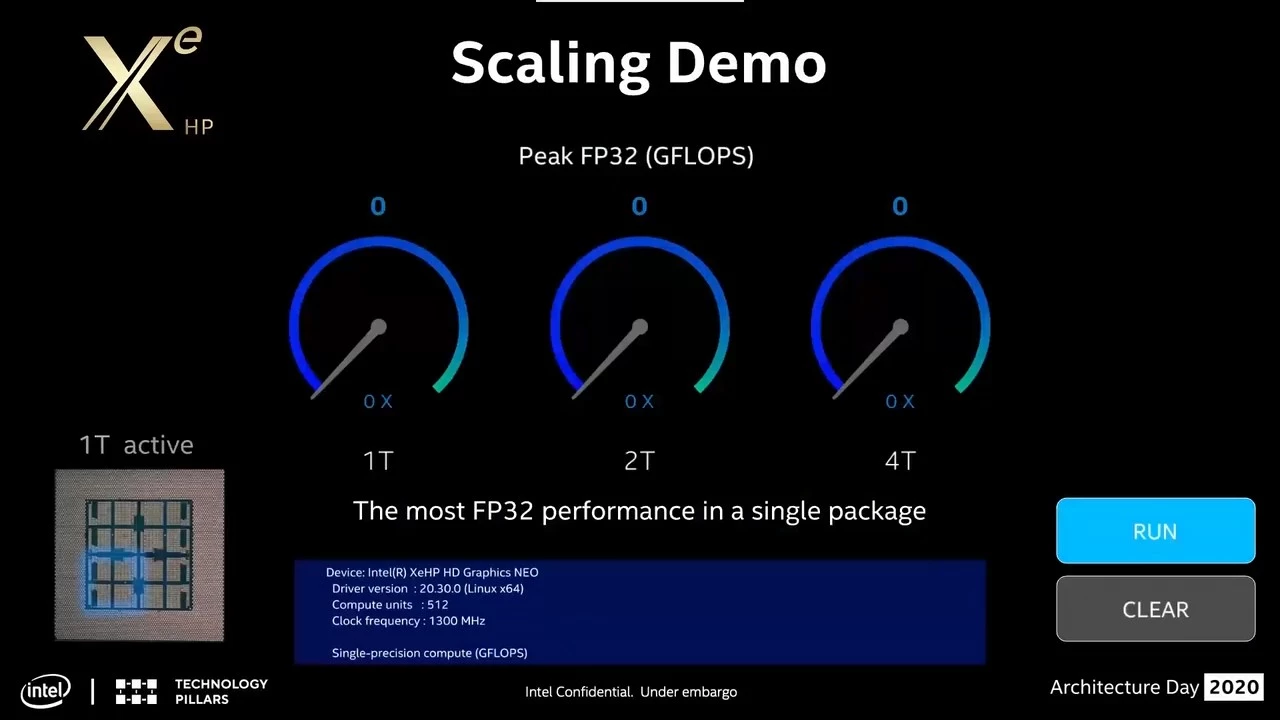 Xe HP
Scaling Demo
Peak FP32 (GFLOPS)
0 0 0
0 X 0 X 0 X
1T 2T 4T
1T active
The most FP32 performance in a single package
RUN
CLEAR
Device: Intel(R) XeHP HD Graphics NEO
Driver version : 20.30.0 (Linux x64)
Compute units : 512
Clock frequency : 1300 MHz
Single-precision compute (GFLOPS)
intel | TECHNOLOGY
PILLARS
Intel Confidential. Under embargo
Architecture Day 2020